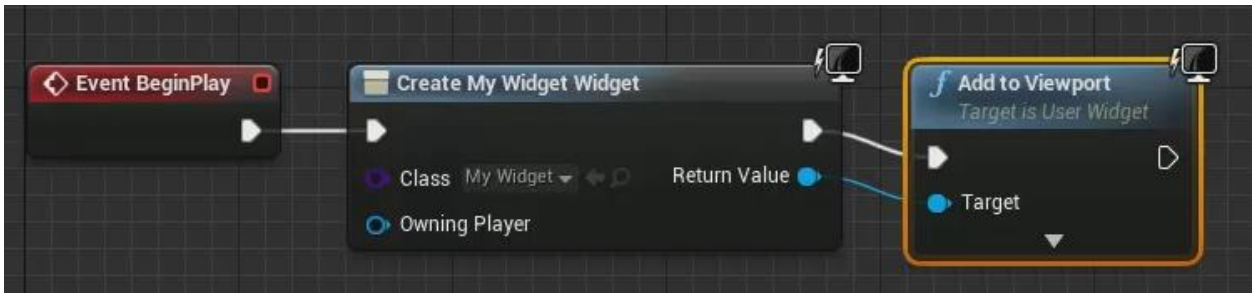 Event BeginPlay
Create My Widget Widget
Class My Widget
Return Value
Owning Player
f Add to Viewport
Target is User Widget
Target